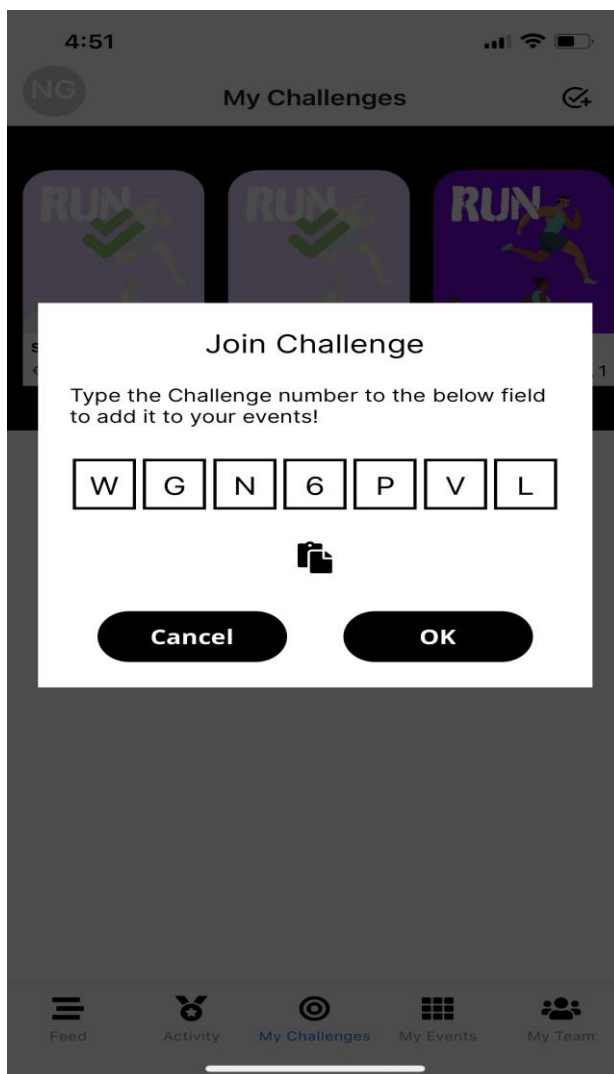 4:51
NG
My Challenges
RUN
RUN
RUN
S
1
Join Challenge
Type the Challenge number to the below field
to add it to your events!
W G N 6 P V L
Cancel
OK
Feed
Activity
My Challenges
My Events
My Team